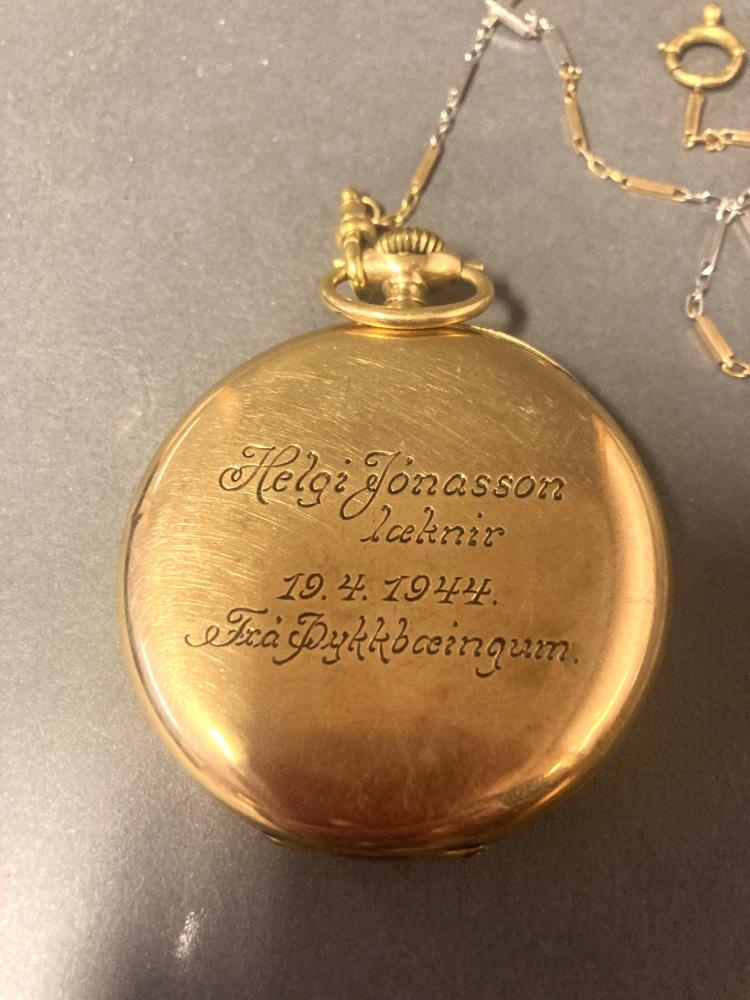 Helgi Jónasson
læknir
19.4.1944.
Frá Þykkbæingum.